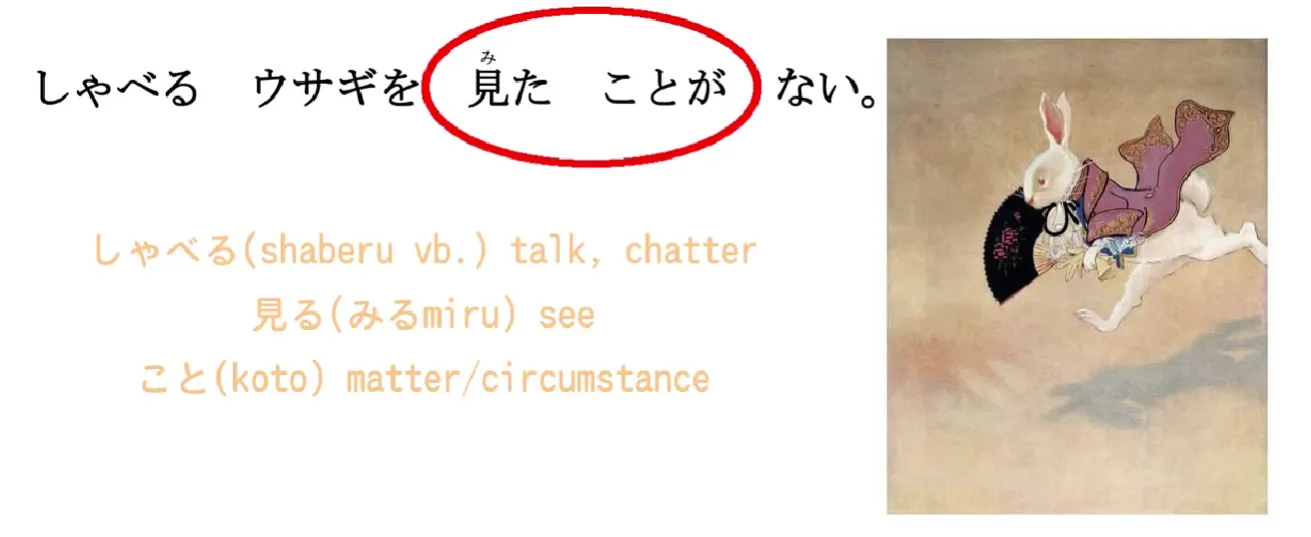 しゃべる ウサギを 見た ことが ない。
み
しゃべる(shaberu vb.) talk, chatter
見る(みるmiru) see
こと(koto) matter/circumstance